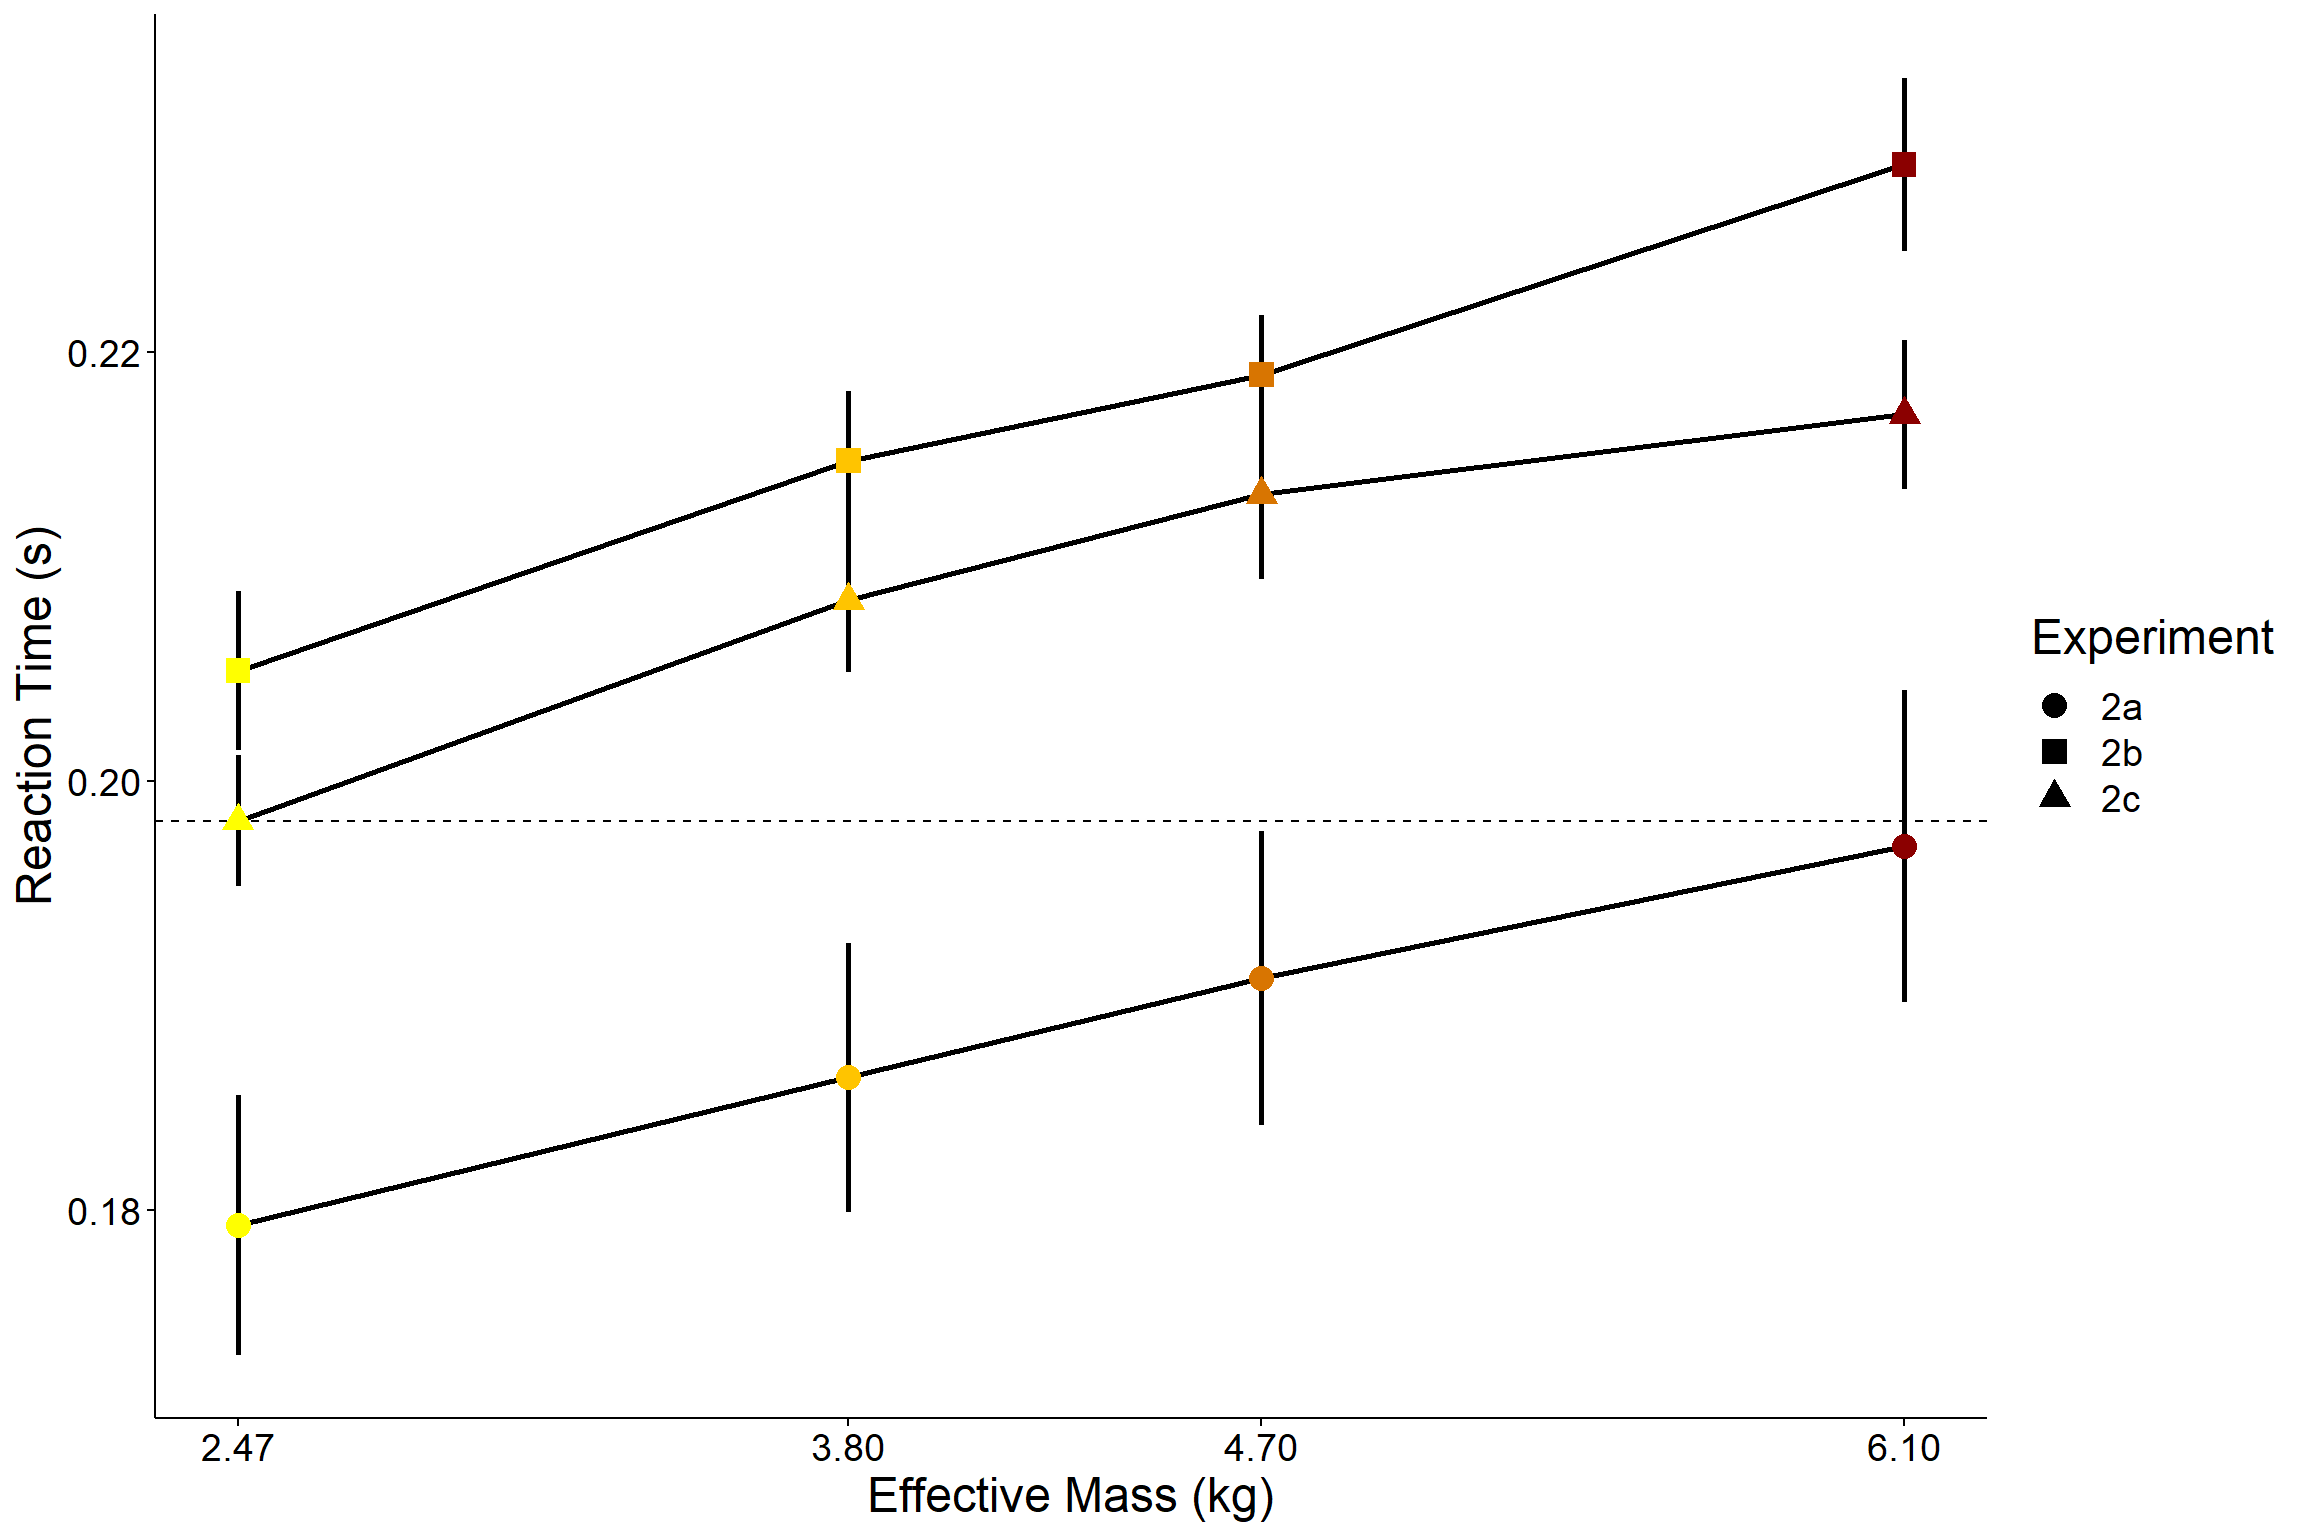 Reaction Time (s)
0.22
0.20
0.18
2.47
3.80
4.70
6.10
Effective Mass (kg)
Experiment
2a
2b
2c